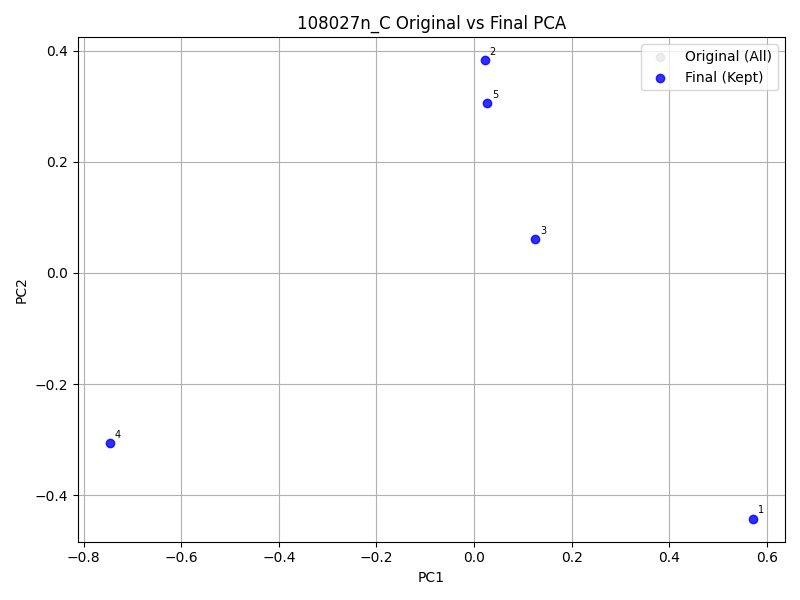 108027n_C Original vs Final PCA
Original (All)
Final (Kept)
2
5
3
4
1
0.4
0.2
0.0
−0.2
−0.4
PC2
−0.8 −0.6 −0.4 −0.2 0.0 0.2 0.4 0.6
PC1